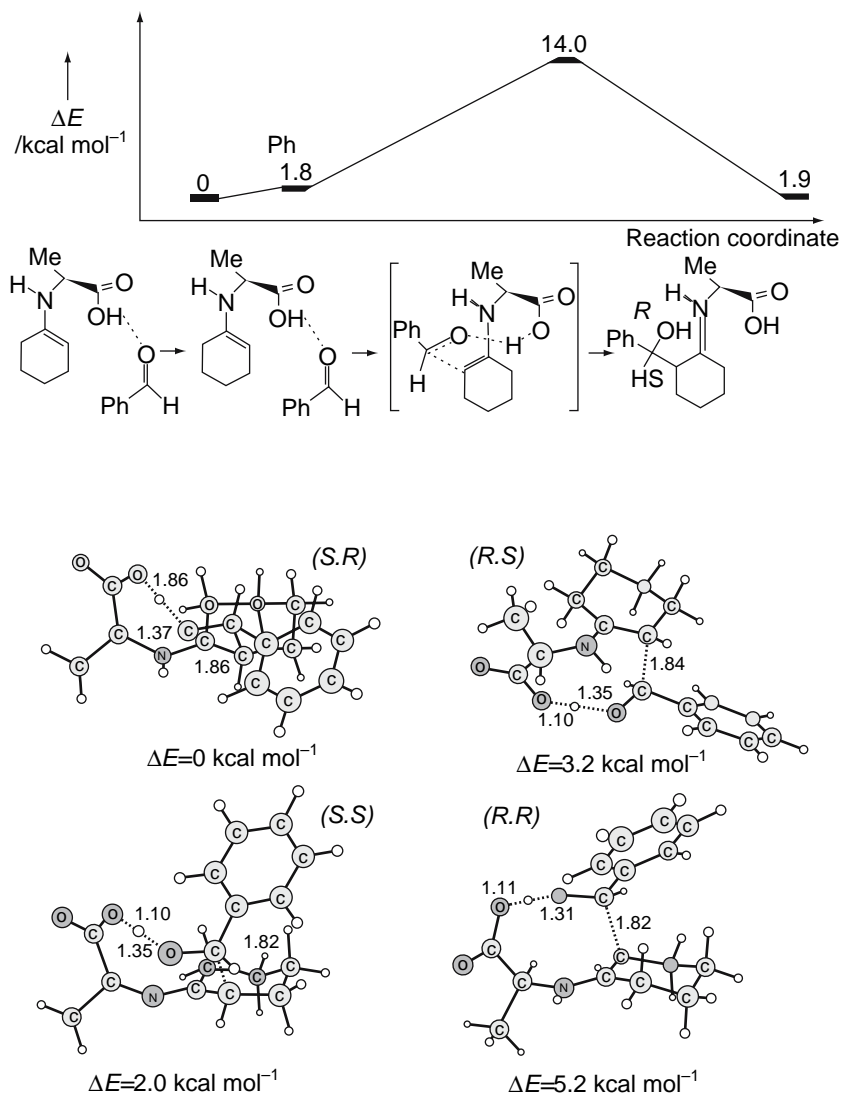 14.0
ΔE
/kcal mol⁻¹
Ph
0
1.8
1.9
Reaction coordinate
Me
H
N
O
OH
O
Ph
H
Me
H
N
O
OH
O
Ph
H
Me
H
N
O
O
H
Ph
O
H
Me
H
N
O
OH
R
OH
Ph
HS
(S.R)
O
O
1.86
C
C
C
N
1.37
1.86
ΔE=0 kcal mol⁻¹
(R.S)
C
C
C
C
C
C
C
C
N
C
C
O
O
1.84
1.35
1.10
O
C
C
C
C
C
C
C
ΔE=3.2 kcal mol⁻¹
(S.S)
C
C
C
C
C
C
O
O
1.10
1.35
O
C
1.82
C
C
C
C
C
C
N
C
C
C
ΔE=2.0 kcal mol⁻¹
(R.R)
C
C
C
C
C
C
C
1.11
1.31
O
1.82
C
O
C
N
C
C
C
C
C
C
ΔE=5.2 kcal mol⁻¹